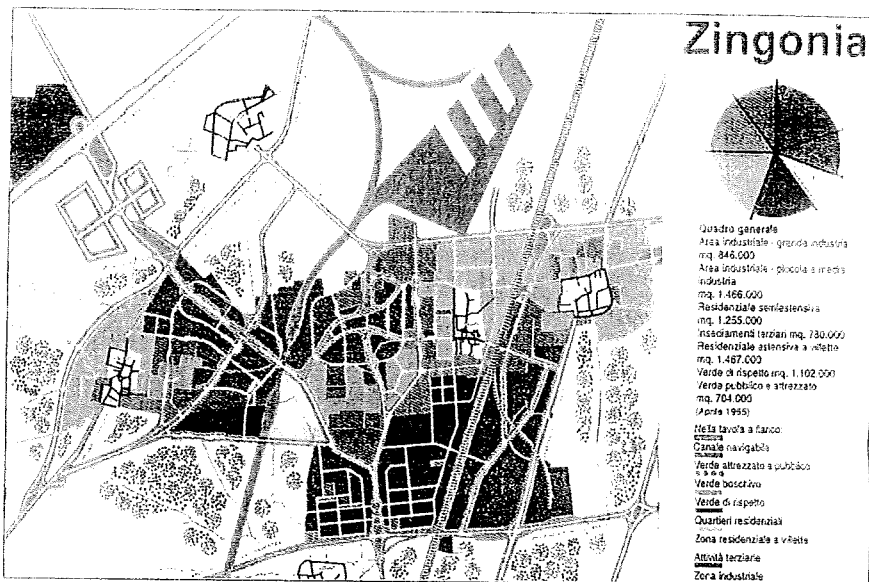 Zingonia
Quadro generale
Area industriale - grande industria
mq. 846.000
Area industriale - piccola e media
industria
mq. 1.466.000
Residenziale semiestensiva
mq. 1.255.000
Insediamenti terziari mq. 780.000
Residenziale estensiva a villette
mq. 1.467.000
Verde di rispetto mq. 1.102.000
Verde pubblico e attrezzato
mq. 704.000
(Aprile 1965)
Nella tavola a fianco:
Canale navigabile
Verde attrezzato a pubblico
Verde boschivo
Verde di rispetto
Quartieri residenziali
Zona residenziale a villette
Attività terziarie
Zona industriale